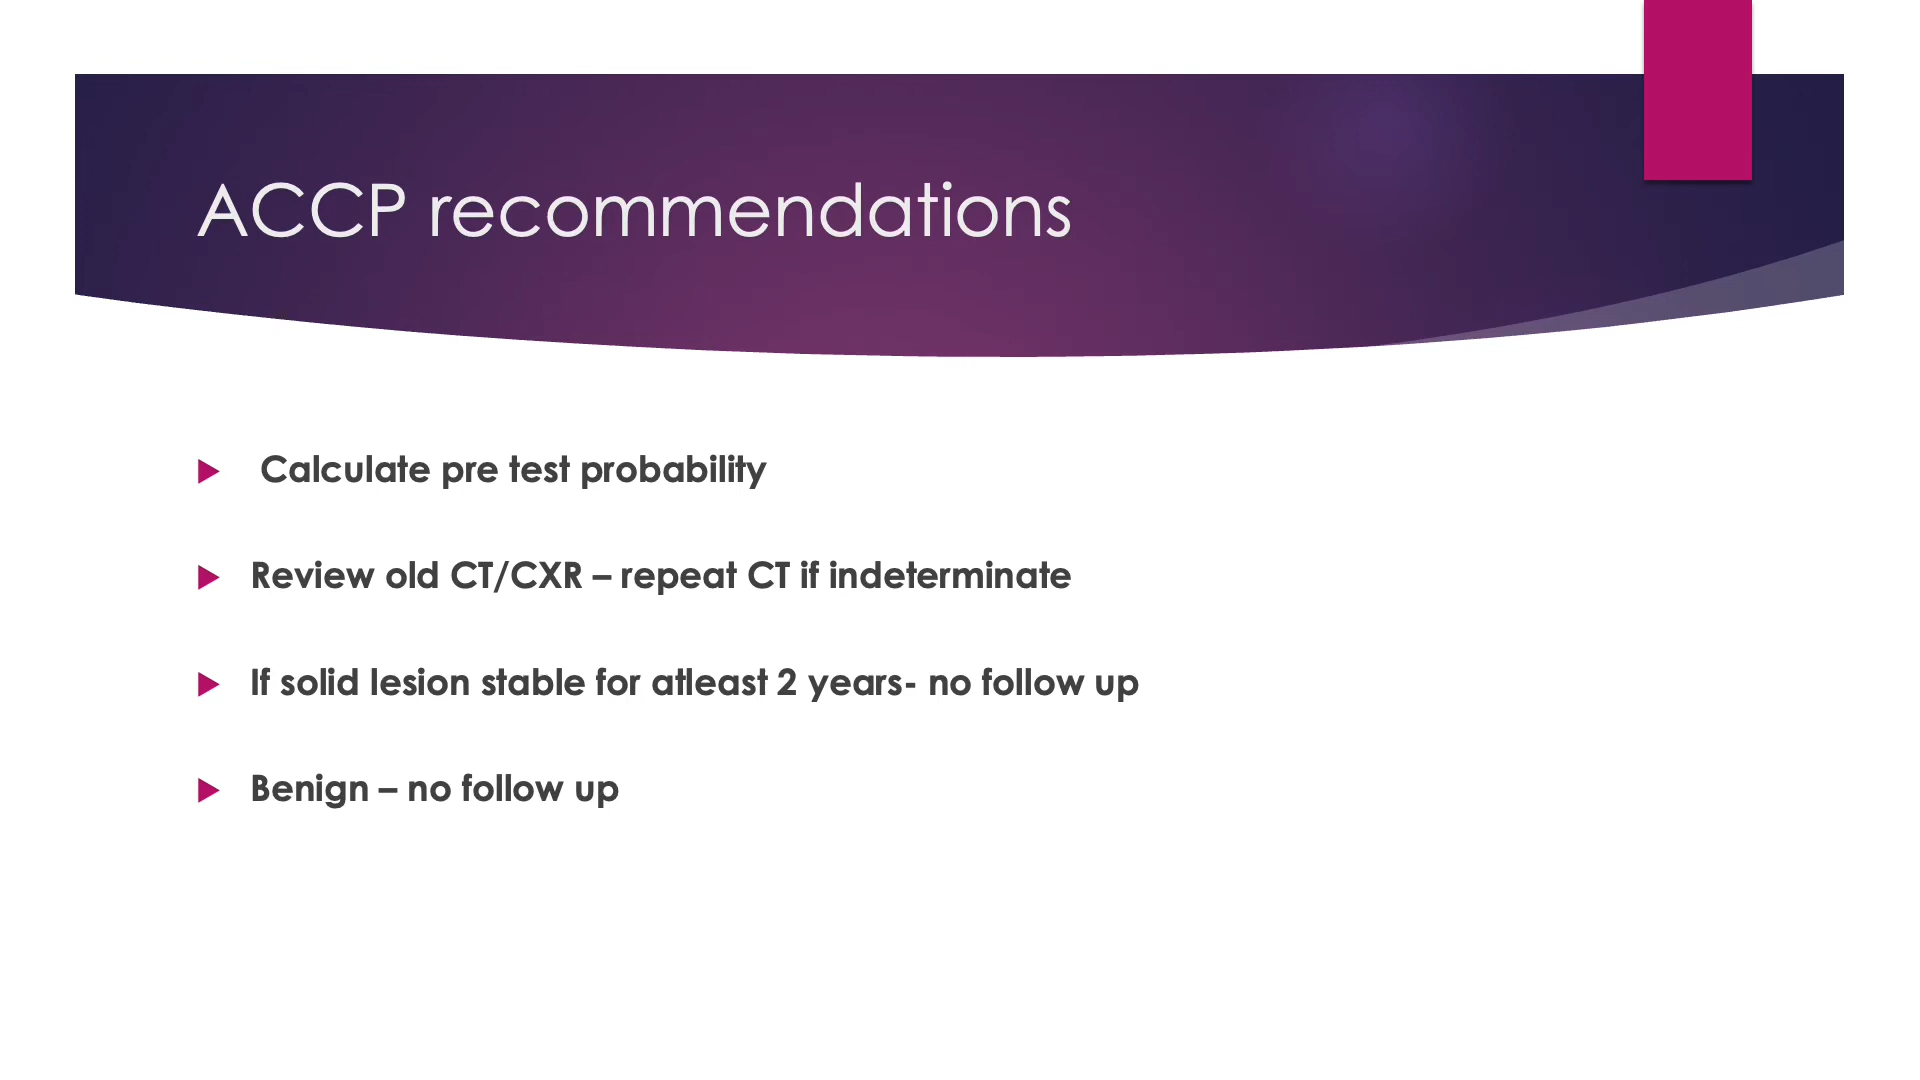 ACCP recommendations
Calculate pre test probability
Review old CT/CXR – repeat CT if indeterminate
If solid lesion stable for atleast 2 years- no follow up
Benign – no follow up